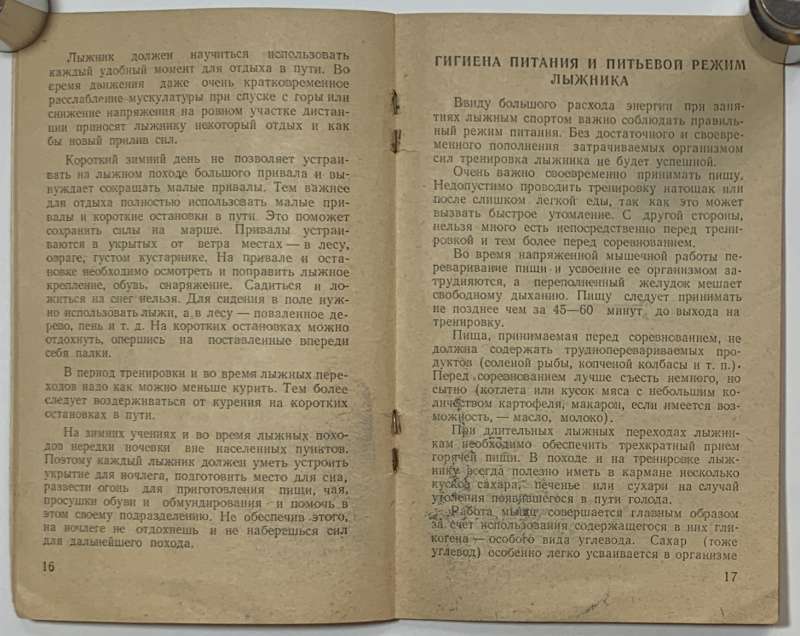 Лыжник должен научиться использовать
каждый удобный момент для отдыха в пути. Во
время движения даже очень кратковременное
расслабление мускулатуры при спуске с горы или
снижение напряжения на ровном участке дистан-
ции приносят лыжнику некоторый отдых и как
бы новый прилив сил.
Короткий зимний день не позволяет устраи-
вать на лыжном походе большого привала и вы-
нуждает сокращать малые привалы. Тем важнее
для отдыха полностью использовать малые при-
валы и короткие остановки в пути. Это поможет
сохранить силы на марше. Привалы устраи-
ваются в укрытых от ветра местах — в лесу,
овраге, густом кустарнике. На привале и оста-
новке необходимо осмотреть и поправить лыжное
крепление, обувь, снаряжение. Садиться и ло-
житься на снег нельзя. Для сидения в поле нуж-
но использовать лыжи, а в лесу — поваленное де-
рево, пень и т. д. На коротких остановках можно
отдохнуть, опершись на поставленные впереди
себя палки.
В период тренировки и во время лыжных пере-
ходов надо как можно меньше курить. Тем более
следует воздерживаться от курения на коротких
остановках в пути.
На зимних учениях и во время лыжных похо-
дов нередки ночевки вне населенных пунктов.
Поэтому каждый лыжник должен уметь устроить
укрытие для ночлега, подготовить место для сна,
развести огонь для приготовления пищи, чая,
просушки обуви и обмундирования и помочь в
этом своему подразделению. Не обеспечив этого,
на ночлеге не отдохнешь и не наберешься сил
для дальнейшего похода.
16
ГИГИЕНА ПИТАНИЯ И ПИТЬЕВОЙ РЕЖИМ
ЛЫЖНИКА
Ввиду большого расхода энергии при заня-
тиях лыжным спортом важно соблюдать правиль-
ный режим питания. Без достаточного и своевре-
менного пополнения затрачиваемых организмом
сил тренировка лыжника не будет успешной.
Очень важно своевременно принимать пищу.
Недопустимо проводить тренировку натощак или
после слишком легкой еды, так как это может
вызвать быстрое утомление. С другой стороны,
нельзя много есть непосредственно перед трени-
ровкой и тем более перед соревнованием.
Во время напряженной мышечной работы пе-
реваривание пищи и усвоение ее организмом за-
трудняются, а переполненный желудок мешает
свободному дыханию. Пищу следует принимать
не позднее чем за 45—60 минут до выхода на
тренировку.
Пища, принимаемая перед соревнованием, не
должна содержать трудноперевариваемых про-
дуктов (соленой рыбы, копченой колбасы и т. п.).
Перед соревнованием лучше съесть немного, но
сытно (котлета или кусок мяса с небольшим ко-
личеством картофеля, макарон, если имеется воз-
можность, — масло, молоко).
При длительных лыжных переходах лыжни-
кам необходимо обеспечить трехкратный прием
горячей пищи. В походе и на тренировке лыж-
нику всегда полезно иметь в кармане несколько
кусков сахара, печенье или сухари на случай
утоления появившегося в пути голода.
Работа мышц совершается главным образом
за счет использования содержащегося в них гли-
когена — особого вида углевода. Сахар (тоже
углевод) особенно легко усваивается в организме
17